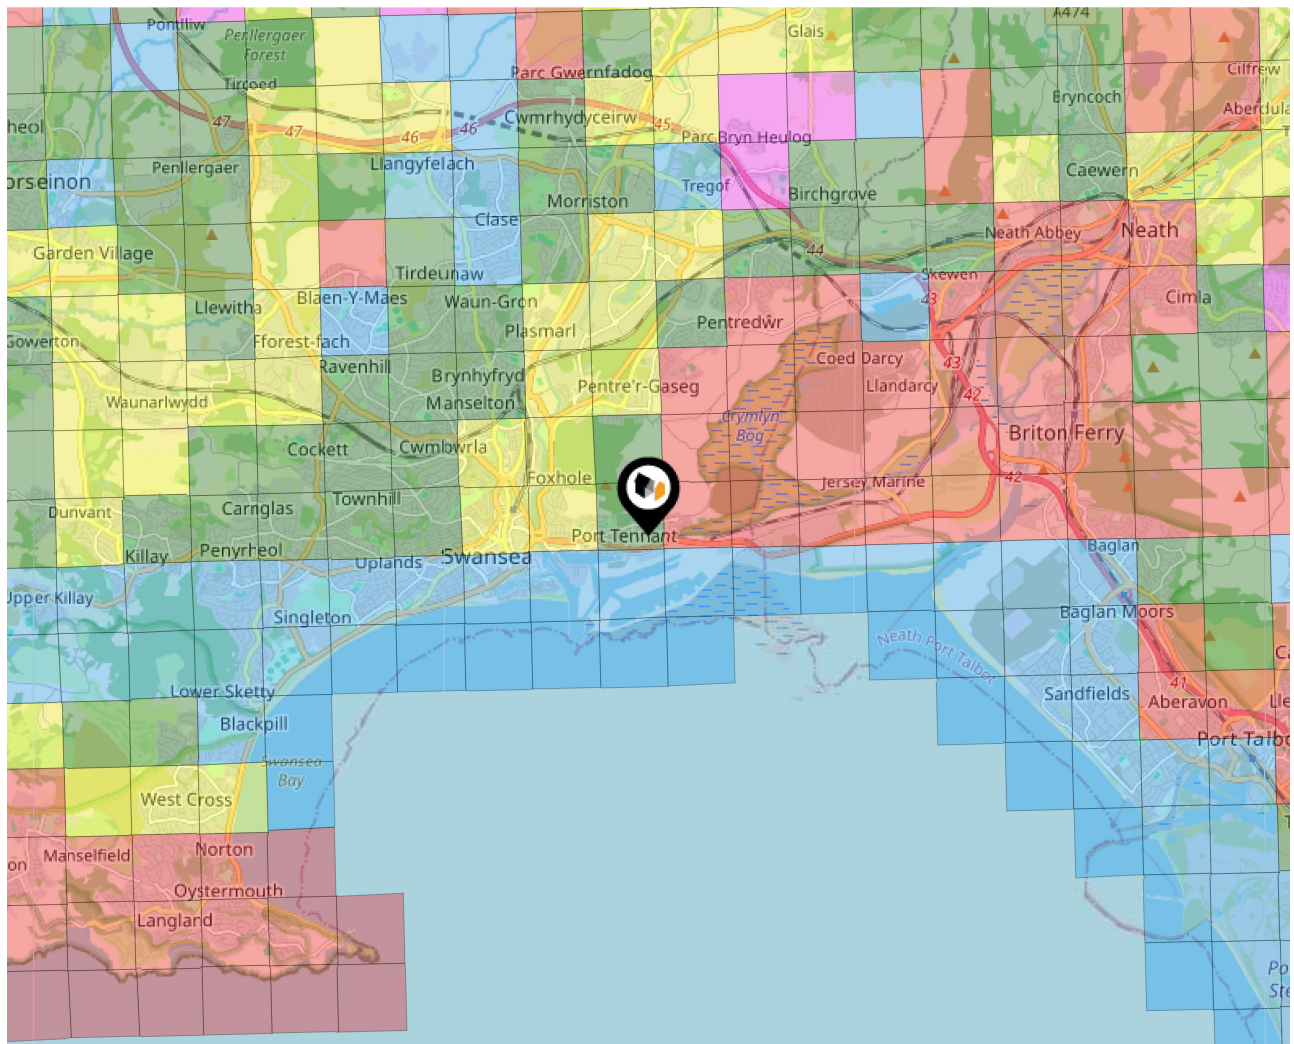 Pontlliw
A474
Penllergaer
Forest
Glais
Parc Gwernfadog
Cilfrew
Tircoed
Bryncoch
Cwmrhydyceirw
47
47
46
46
45
Parc Bryn Heulog
Llangyfelach
Penllergaer
Caewern
Tregof
Birchgrove
Morriston
Clase
Neath Abbey
Neath
Garden Village
44
Tirdeunaw
Skewen
Blaen-Y-Maes
Waun-Gron
43
Cimla
Llewitha
Pentredŵr
Plasmarl
Fforest-fach
Gowerton
Ravenhill
Coed Darcy
43
Brynhyfryd
Pentre'r-Gaseg
Llandarcy
42
Waunarlwydd
Manselton
Crymlyn
Bog
Briton Ferry
Cockett
Cwmbwrla
Foxhole
42
Jersey Marine
Townhill
Dunvant
Carnglas
Port Tennant
Killay
Penyrheol
Swansea
Baglan
Uplands
Upper Killay
Baglan Moors
Singleton
Neath Port Talbot
41
Lower Sketty
Sandfields
Aberavon
Blackpill
Swansea
Bay
West Cross
Norton
Manselfield
Oystermouth
Langland